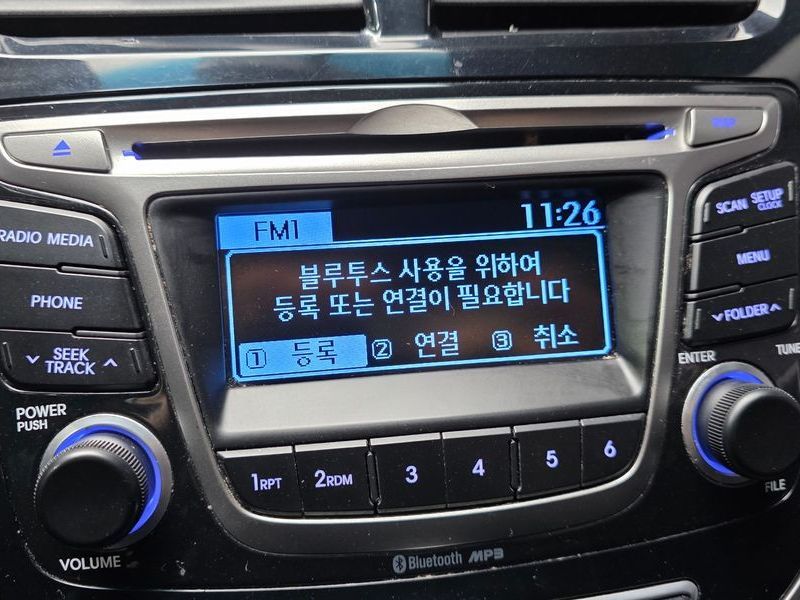 DISP
FM1 11:26
블루투스 사용을 위하여
등록 또는 연결이 필요합니다
① 등록 ② 연결 ③ 취소
RADIO MEDIA
PHONE
SEEK
TRACK
SCAN SETUP
CLOCK
MENU
FOLDER
ENTER TUNE
POWER
PUSH
VOLUME
1RPT 2RDM 3 4 5 6
FILE
Bluetooth MP3